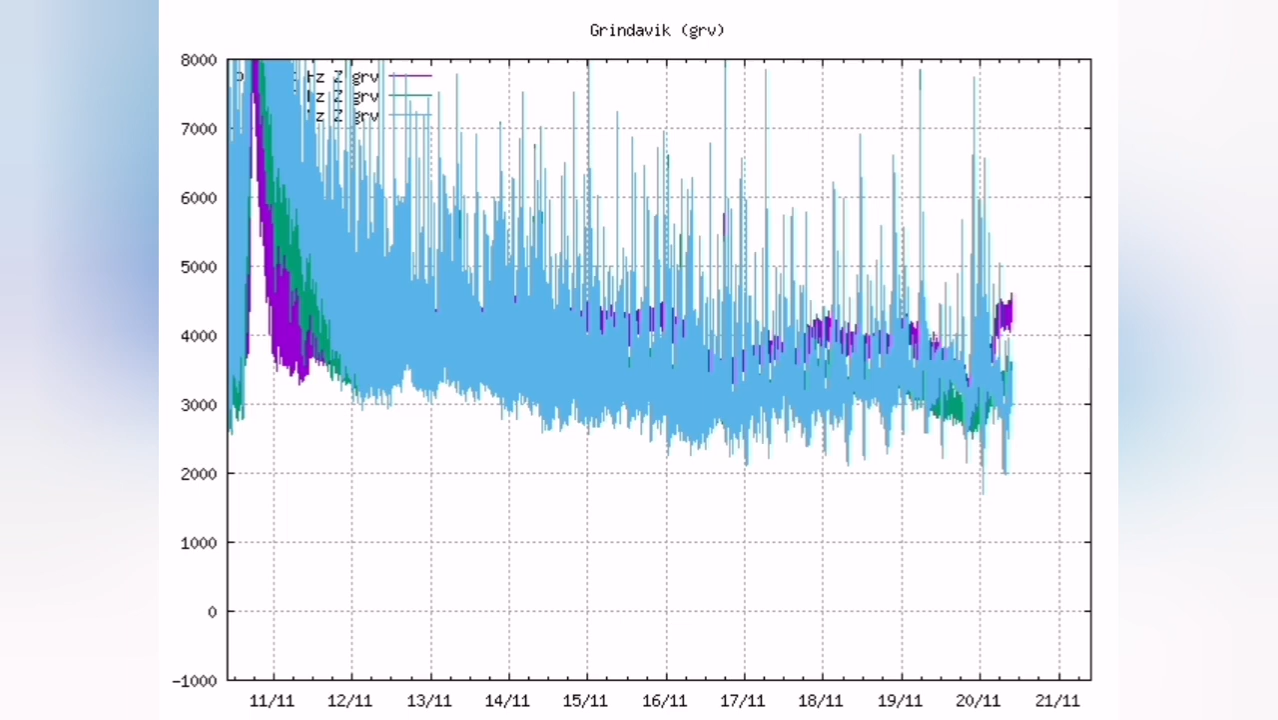 Grindavik (grv)
8000
hz Z grv
hz Z grv
z Z grv
7000
6000
5000
4000
3000
2000
1000
0
-1000
11/11 12/11 13/11 14/11 15/11 16/11 17/11 18/11 19/11 20/11 21/11